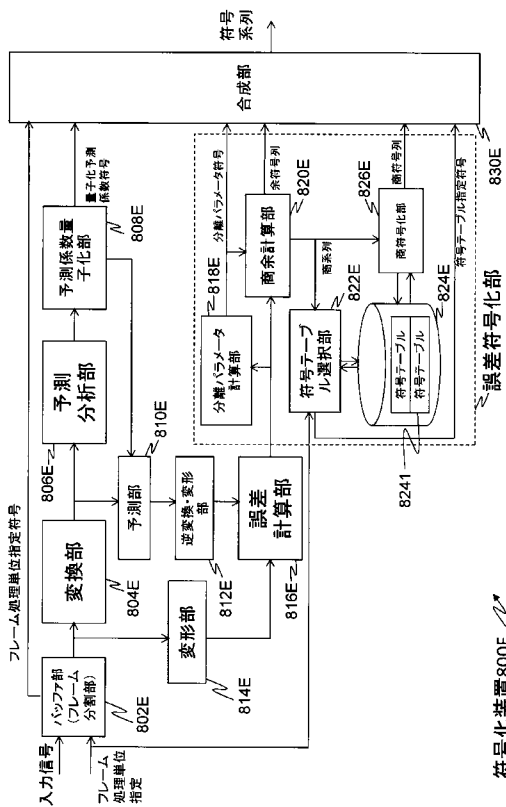 入力信号
フレーム
処理単位
指定
バッファ部
(フレーム
分割部)
802E
フレーム処理単位指定符号
変換部
804E
予測
分析部
806E
予測係数量
子化部
808E
量子化予測
係数符号
予測部
810E
逆変換・変形
部
812E
変形部
814E
誤差
計算部
816E
分離パラメータ
計算部
818E
分離パラメータ符号
商余計算部
820E
余符号列
商系列
符号テーブ
ル選択部
822E
符号テーブル
符号テーブル
8241
824E
商符号化部
826E
商符号列
符号テーブル指定符号
誤差符号化部
合成部
830E
符号
系列
符号化装置800E